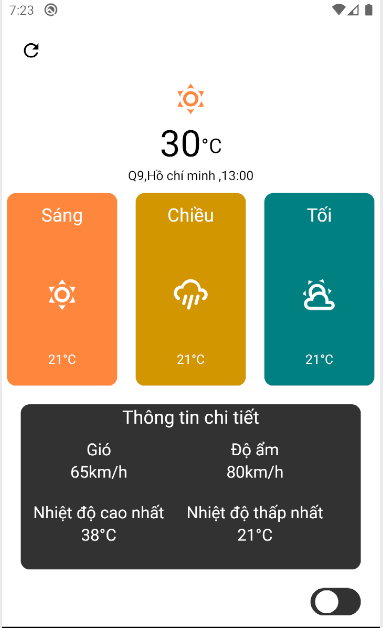 7:23
30°C
Q9,Hồ chí minh ,13:00
Sáng
Chiều
Tối
21°C
21°C
21°C
Thông tin chi tiết
Gió
Độ ẩm
65km/h
80km/h
Nhiệt độ cao nhất
Nhiệt độ thấp nhất
38°C
21°C